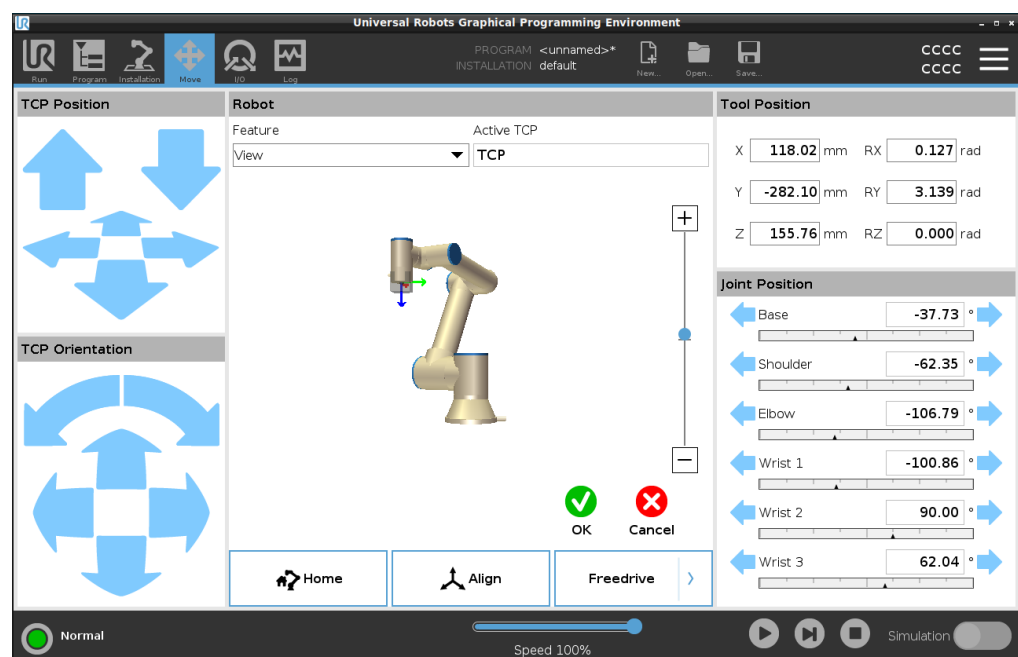 Universal Robots Graphical Programming Environment
UR
Run
Program
Installation
Move
I/O
Log
PROGRAM <unnamed>*
INSTALLATION default
New...
Open...
Save...
CCCC
CCCC
TCP Position
TCP Orientation
Robot
Feature
Active TCP
View
TCP
OK
Cancel
Home
Align
Freedrive
Tool Position
X 118.02 mm RX 0.127 rad
Y -282.10 mm RY 3.139 rad
Z 155.76 mm RZ 0.000 rad
Joint Position
Base -37.73 °
Shoulder -62.35 °
Elbow -106.79 °
Wrist 1 -100.86 °
Wrist 2 90.00 °
Wrist 3 62.04 °
Normal
Speed 100%
Simulation